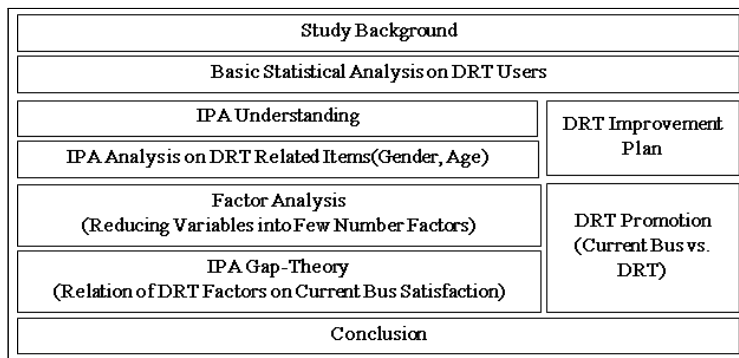 Study Background
Basic Statistical Analysis on DRT Users
IPA Understanding
IPA Analysis on DRT Related Items(Gender, Age)
DRT Improvement
Plan
Factor Analysis
(Reducing Variables into Few Number Factors)
IPA Gap-Theory
(Relation of DRT Factors on Current Bus Satisfaction)
DRT Promotion
(Current Bus vs.
DRT)
Conclusion